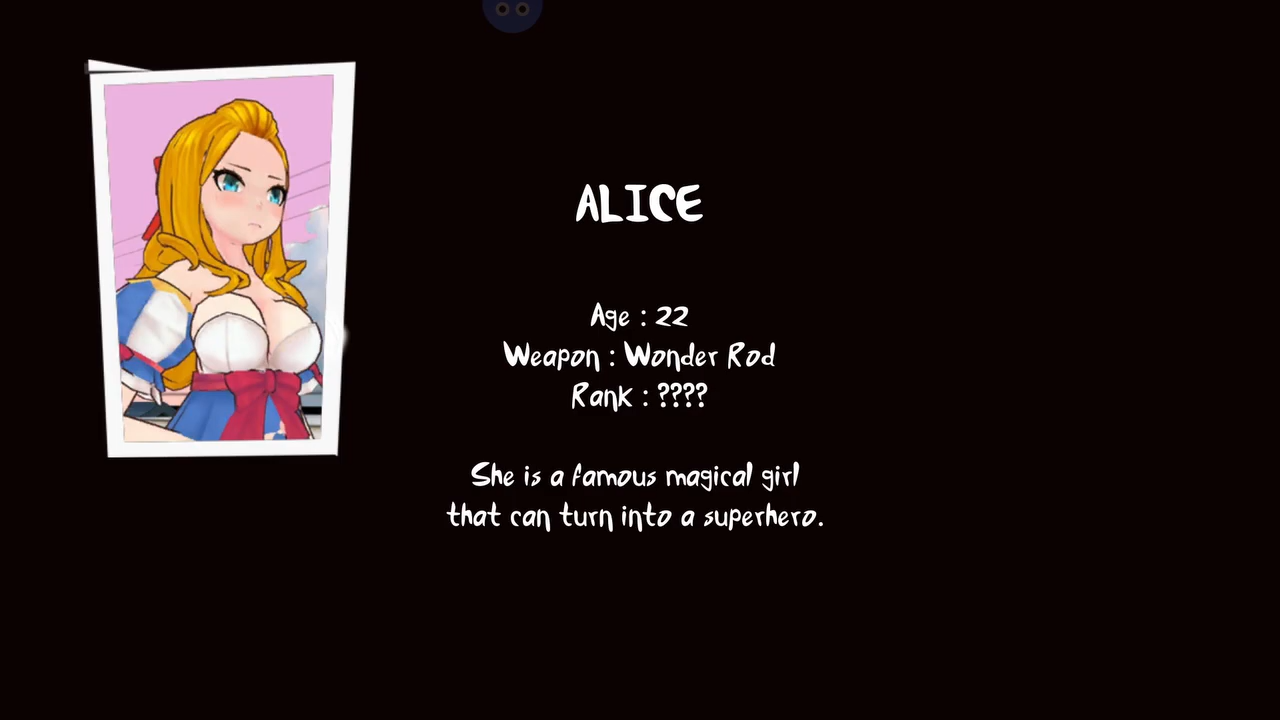 ALICE
Age : 22
Weapon : Wonder Rod
Rank : ????
She is a famous magical girl
that can turn into a superhero.